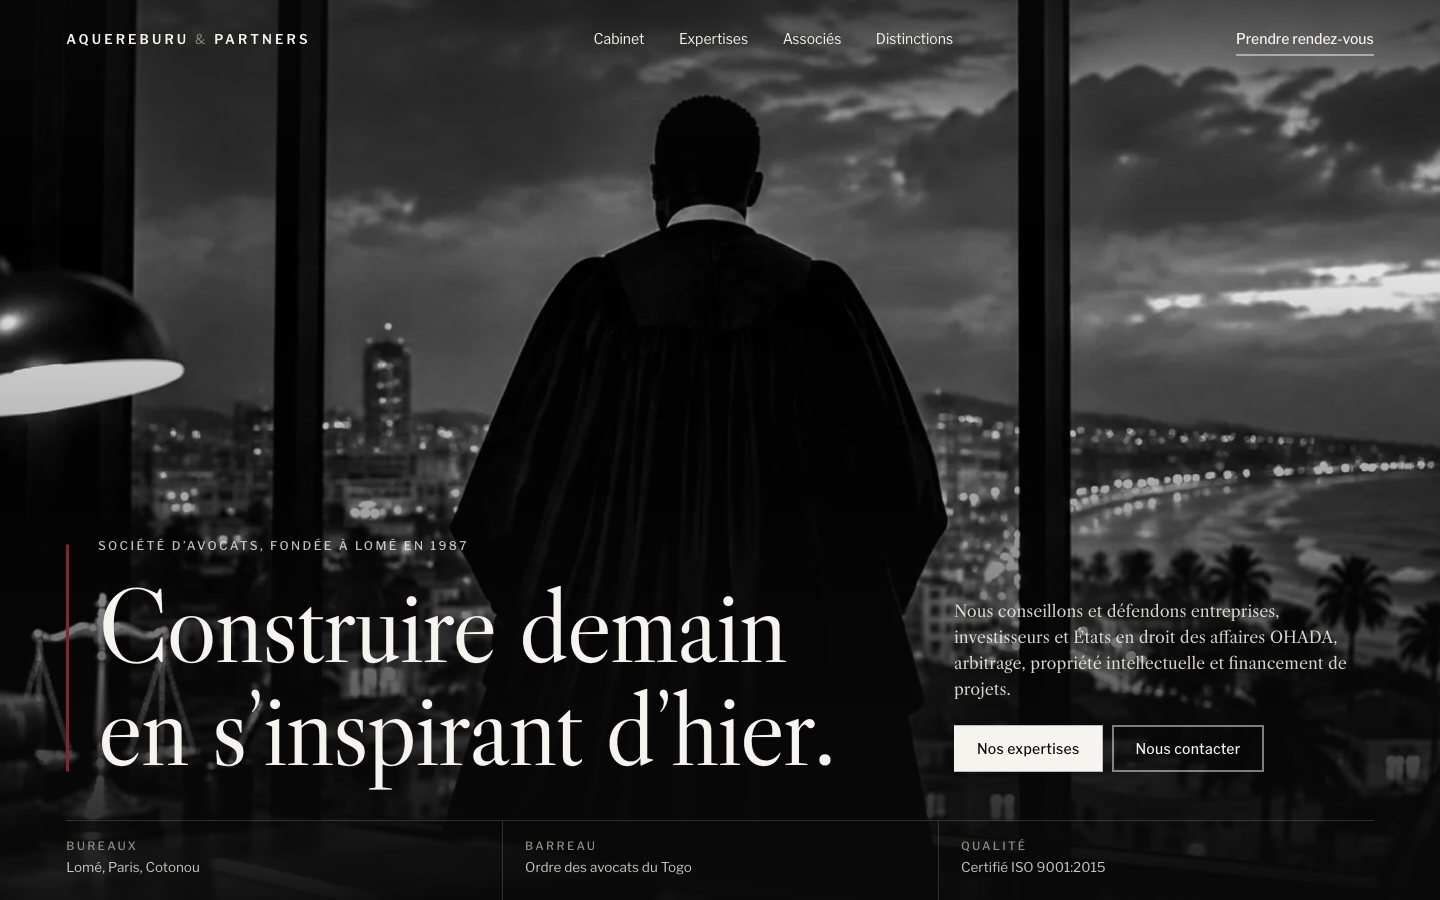 AQUEREBURU & PARTNERS
Cabinet
Expertises
Associés
Distinctions
Prendre rendez-vous
SOCIÉTÉ D’AVOCATS, FONDÉE À LOMÉ EN 1987
Construire demain
en s’inspirant d’hier.
Nous conseillons et défendons entreprises,
investisseurs et États en droit des affaires OHADA,
arbitrage, propriété intellectuelle et financement de
projets.
Nos expertises
Nous contacter
BUREAUX
Lomé, Paris, Cotonou
BARREAU
Ordre des avocats du Togo
QUALITÉ
Certifié ISO 9001:2015